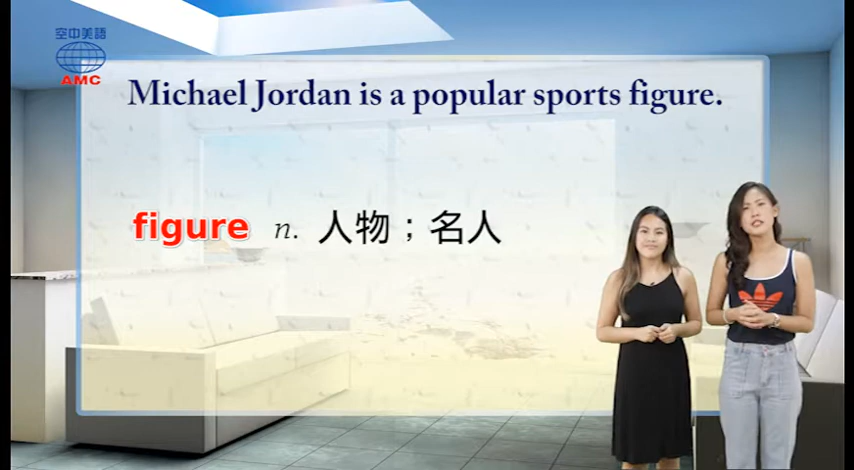 空中美語
AMC
Michael Jordan is a popular sports figure.
figure n. 人物；名人